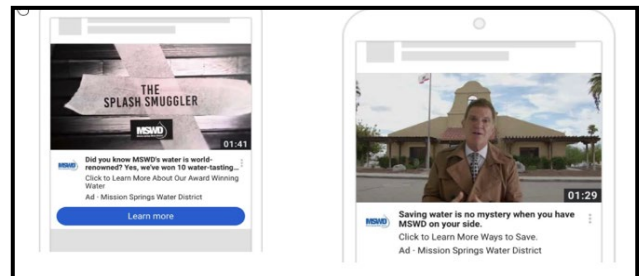 THE
SPLASH SMUGGLER
MSWD
01:41
MSWD
Did you know MSWD's water is world-
renowned? Yes, we've won 10 water-tasting...
Click to Learn More About Our Award Winning
Water
Ad · Mission Springs Water District
Learn more
01:29
MSWD
Saving water is no mystery when you have
MSWD on your side.
Click to Learn More Ways to Save.
Ad · Mission Springs Water District